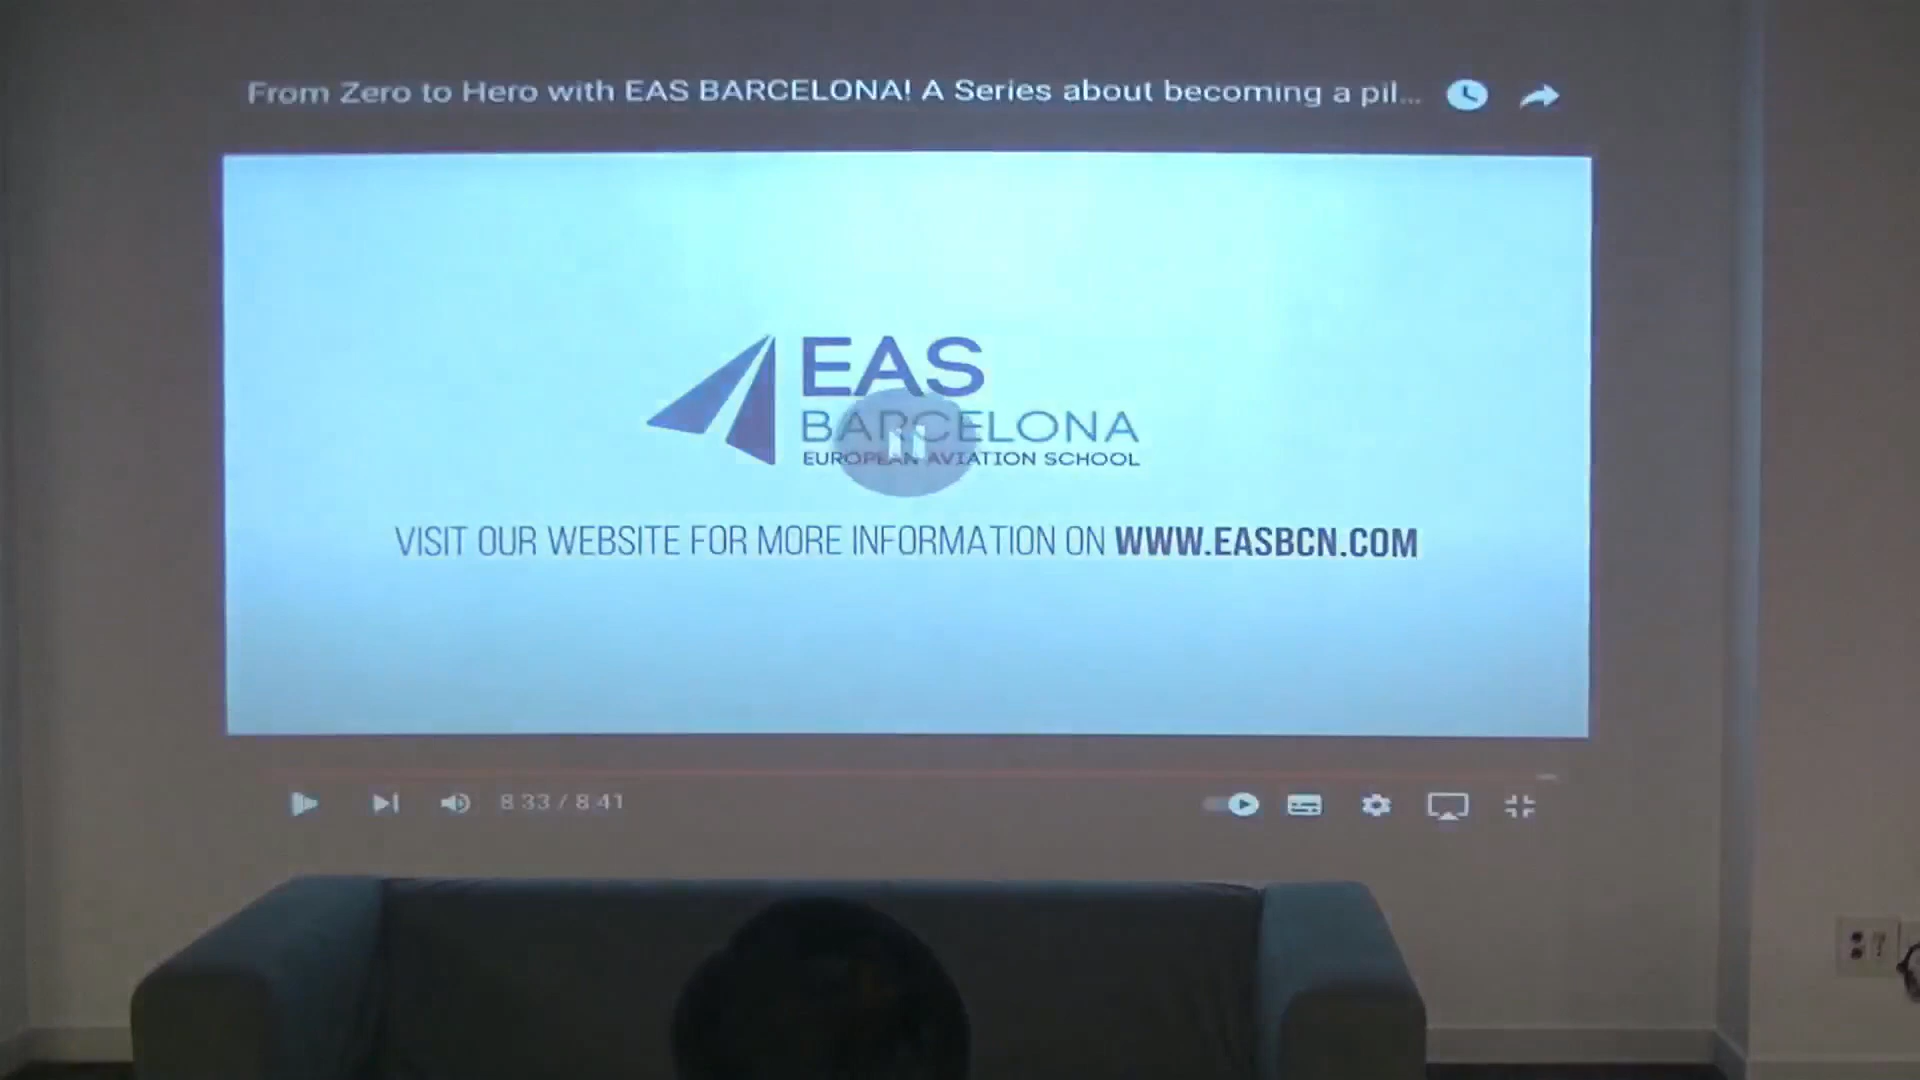 From Zero to Hero with EAS BARCELONA! A Series about becoming a pil...
EAS
BARCELONA
EUROPEAN AVIATION SCHOOL
VISIT OUR WEBSITE FOR MORE INFORMATION ON WWW.EASBCN.COM
8:33 / 8:41